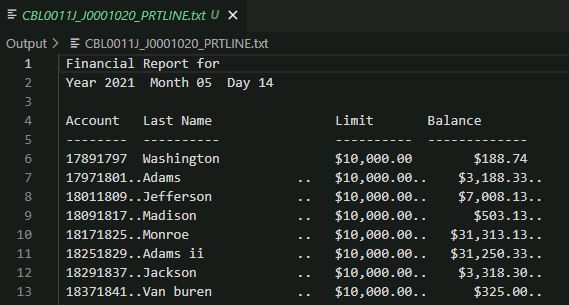 CBL0011J_J0001020_PRTLINE.txt U ×
Output > CBL0011J_J0001020_PRTLINE.txt
1 Financial Report for
2 Year 2021  Month 05  Day 14
3
4 Account  Last Name               Limit       Balance
5 --------  ----------              ----------  -------------
6 17891797  Washington              $10,000.00        $188.74
7 17971801..Adams               ..  $10,000.00..    $3,188.33..
8 18011809..Jefferson           ..  $10,000.00..    $7,008.13..
9 18091817..Madison             ..  $10,000.00..      $503.13..
10 18171825..Monroe              ..  $10,000.00..   $31,313.13..
11 18251829..Adams ii            ..  $10,000.00..   $31,250.33..
12 18291837..Jackson             ..  $10,000.00..    $3,318.30..
13 18371841..Van buren           ..  $10,000.00..      $325.00..